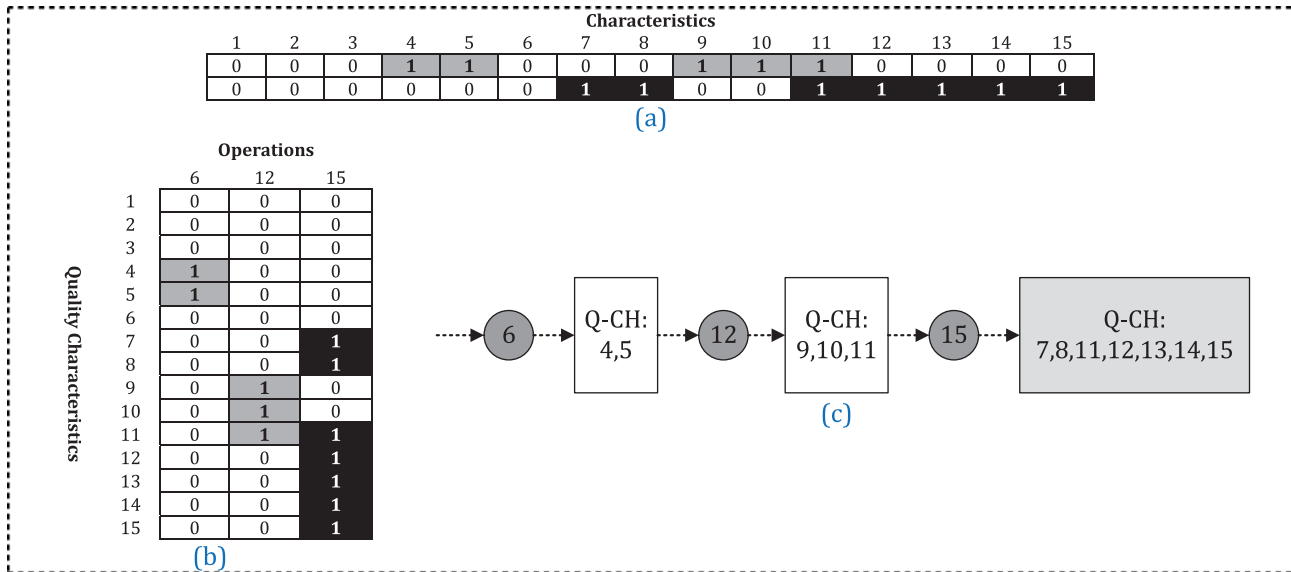 Characteristics
1 2 3 4 5 6 7 8 9 10 11 12 13 14 15
0 0 0 1 1 0 0 0 1 1 1 0 0 0 0
0 0 0 0 0 0 1 1 0 0 1 1 1 1 1
(a)
Operations
6 12 15
Quality Characteristics
1 0 0 0
2 0 0 0
3 0 0 0
4 1 0 0
5 1 0 0
6 0 0 0
7 0 0 1
8 0 0 1
9 0 1 0
10 0 1 0
11 0 1 1
12 0 0 1
13 0 0 1
14 0 0 1
15 0 0 1
(b)
6
Q-CH:
4,5
12
Q-CH:
9,10,11
15
Q-CH:
7,8,11,12,13,14,15
(c)